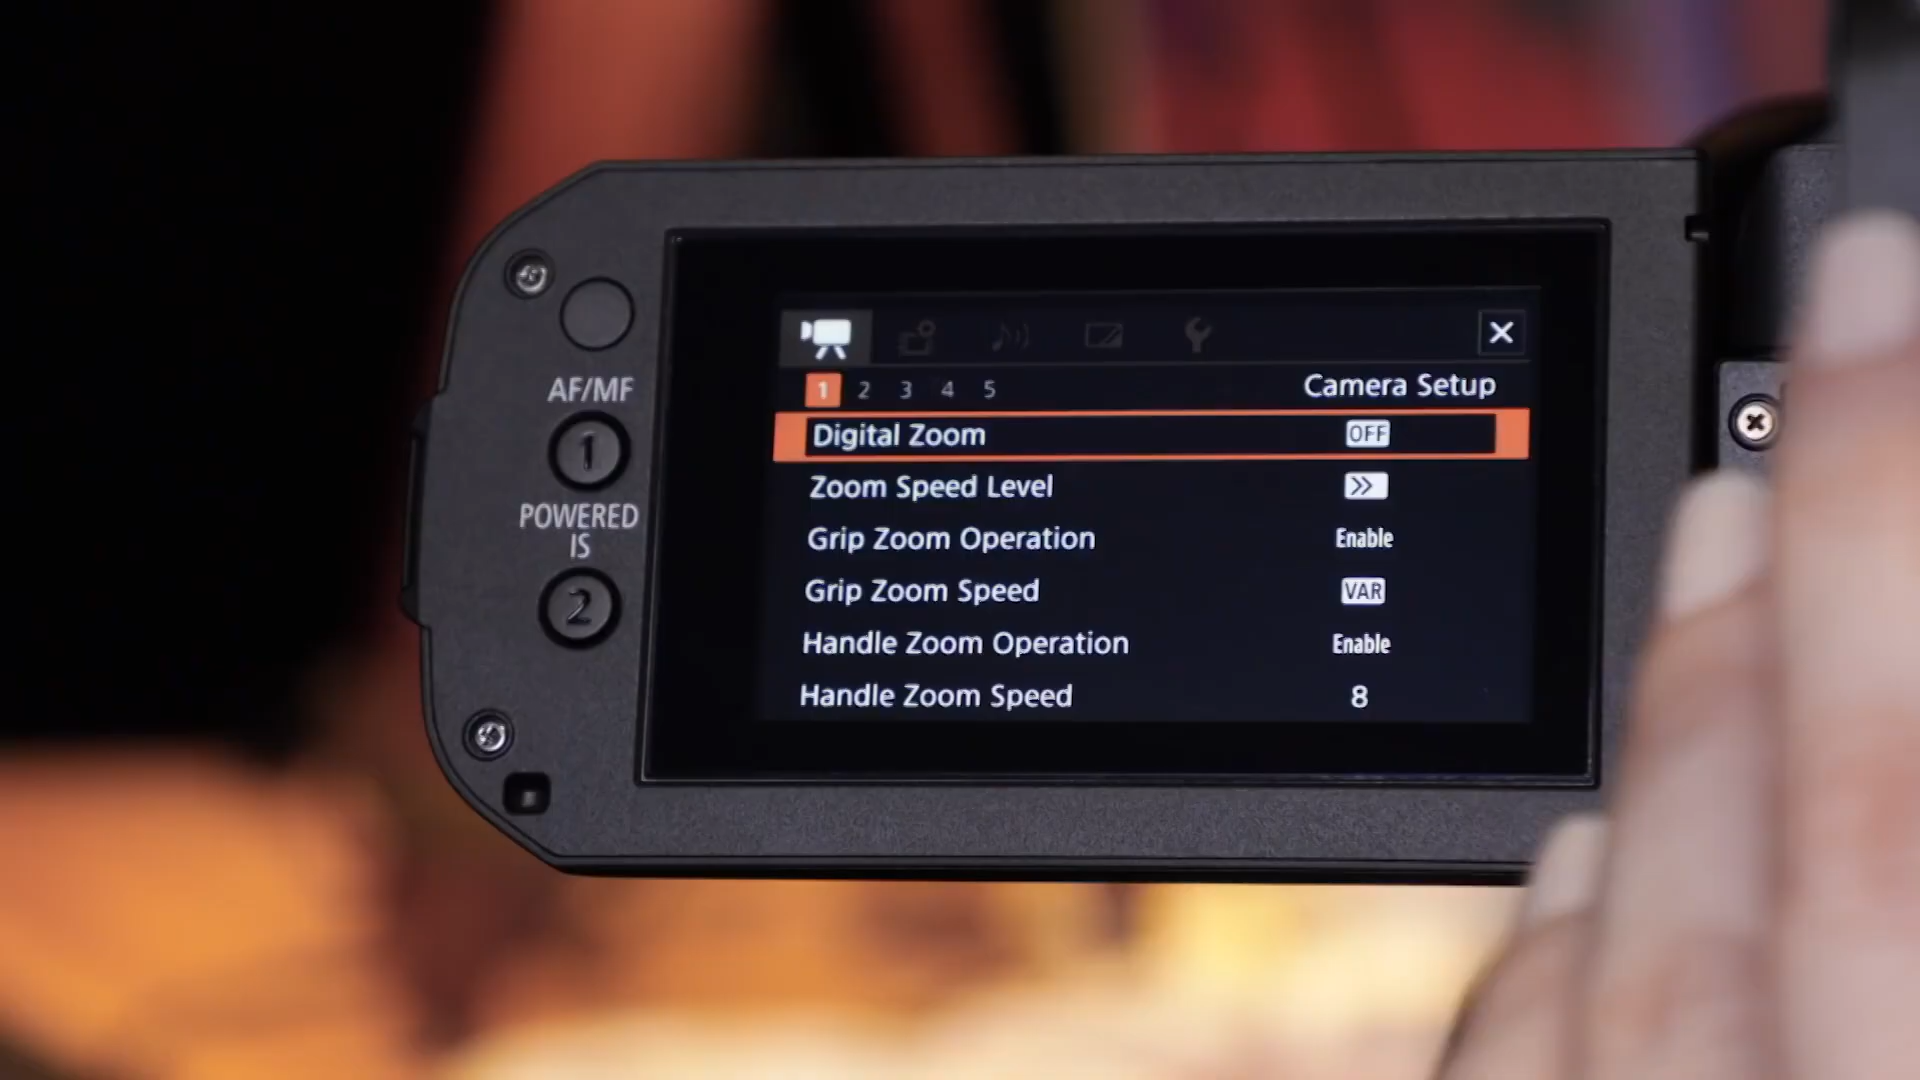 AF/MF
1
POWERED
IS
2
1 2 3 4 5
Camera Setup
Digital Zoom OFF
Zoom Speed Level
Grip Zoom Operation Enable
Grip Zoom Speed VAR
Handle Zoom Operation Enable
Handle Zoom Speed 8